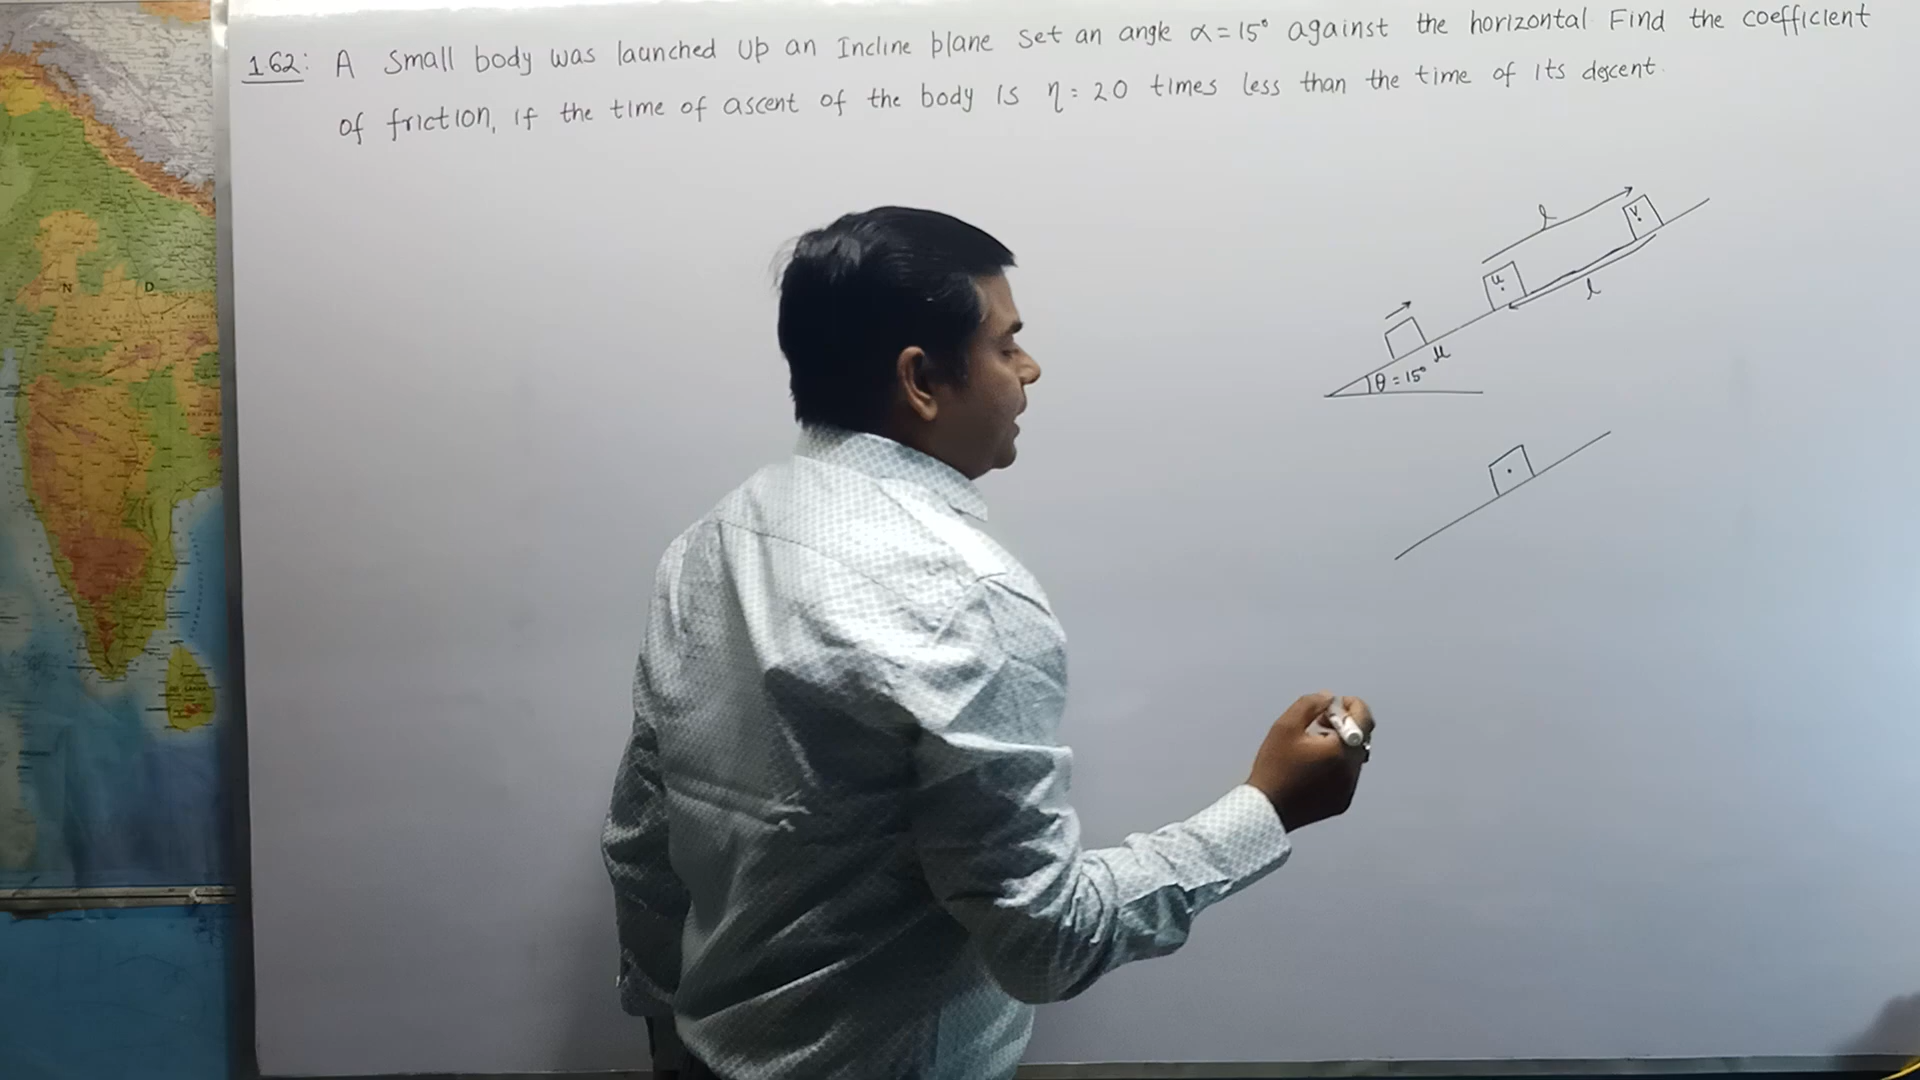 1.62: A Small body was launched Up an Incline plane Set an angle α = 15° against the horizontal Find the coefficient
of friction, if the time of ascent of the body is η = 20 times less than the time of its descent.
l
v
u
l
μ
θ = 15°
N
D